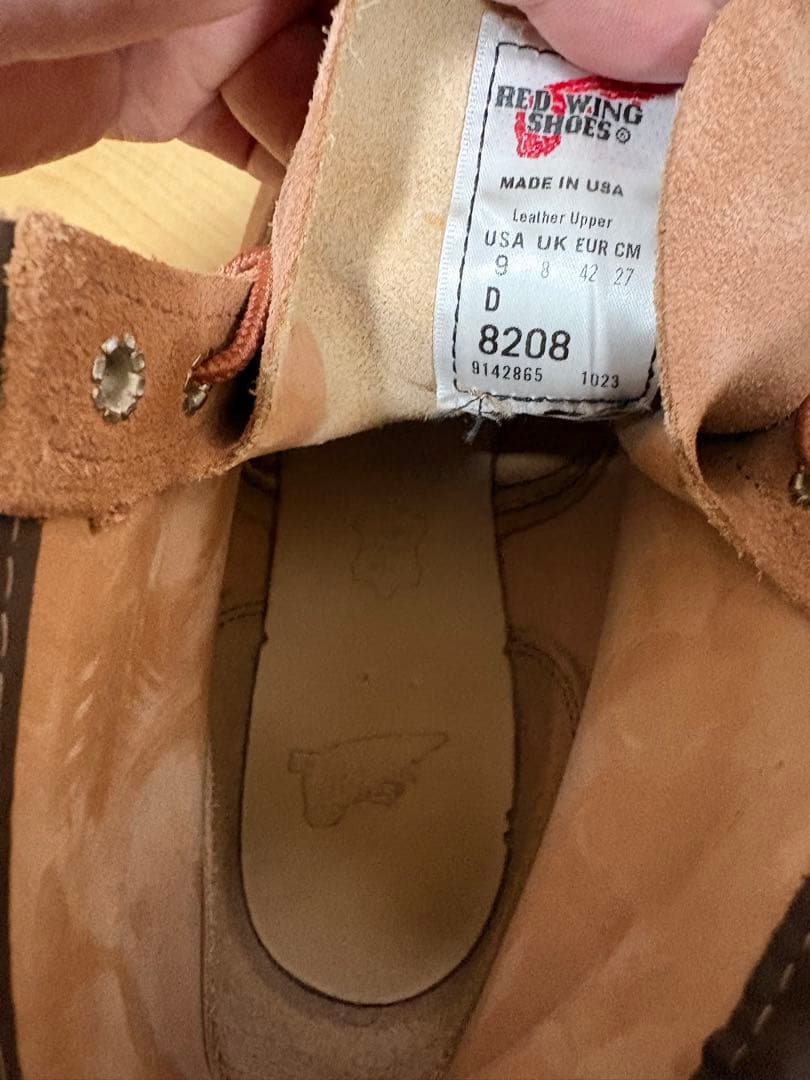 RED WING
SHOES®
MADE IN USA
Leather Upper
USA UK EUR CM
9 8 42 27
D
8208
9142865 1023